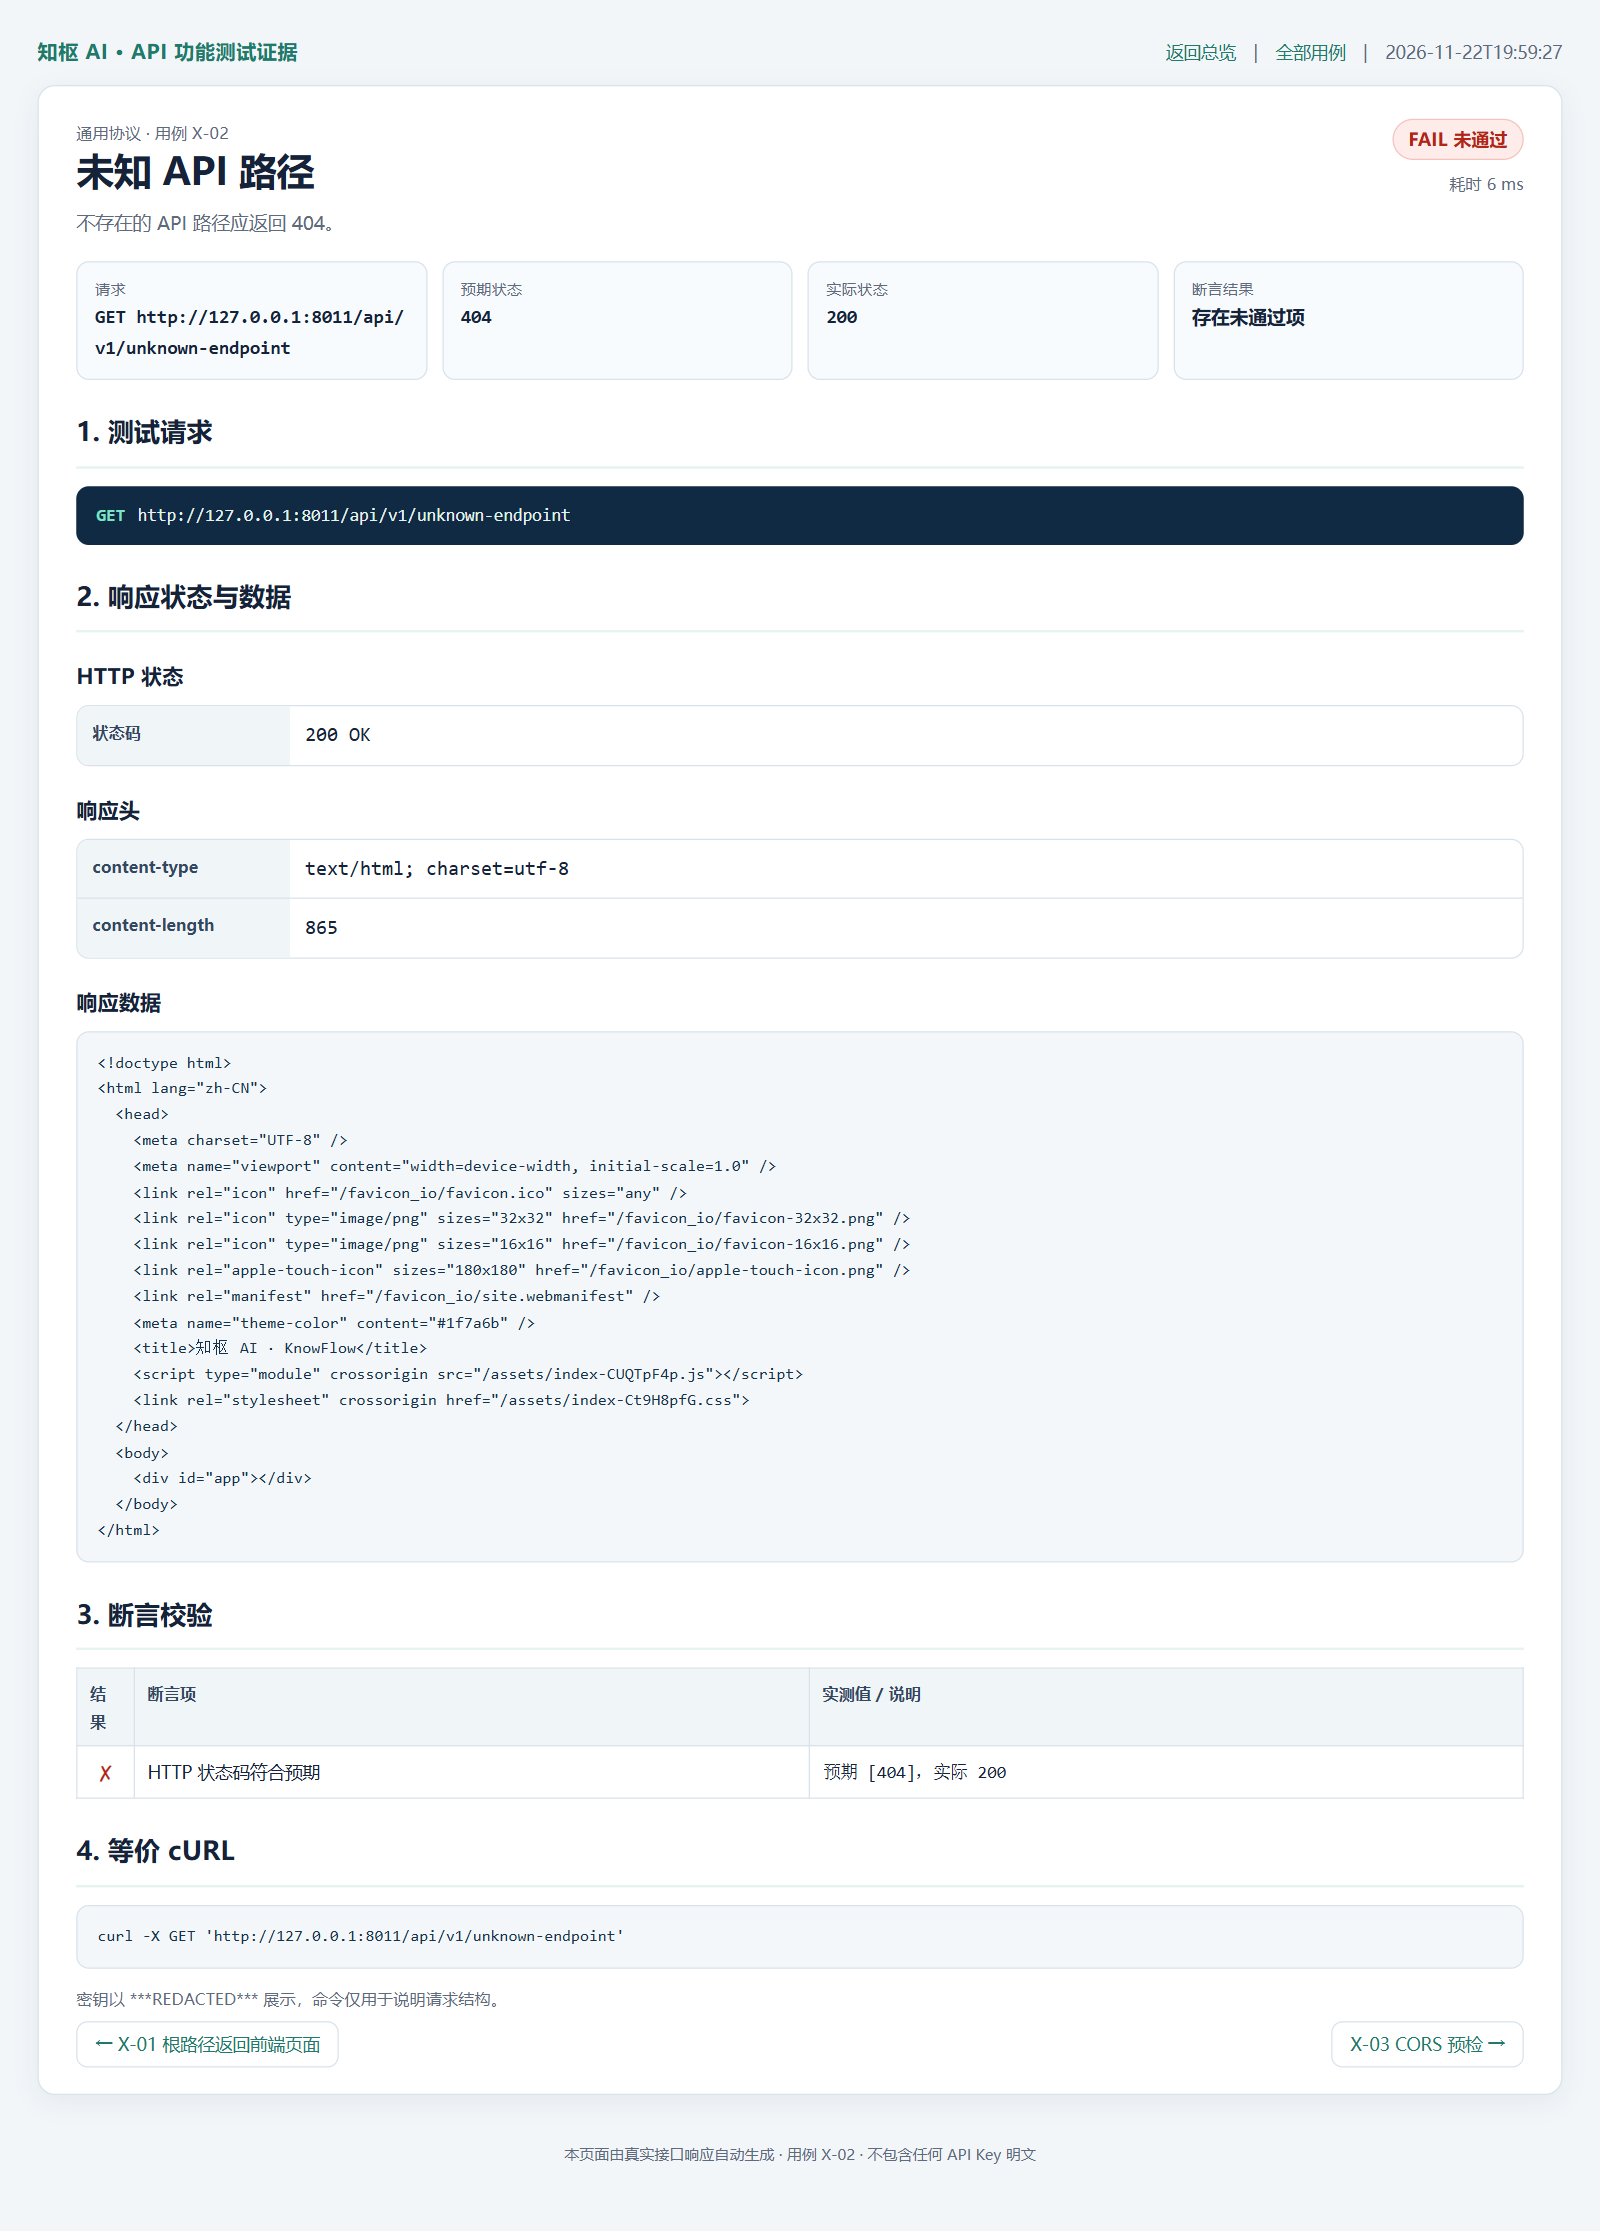 知枢 AI · API 功能测试证据
返回总览 | 全部用例 | 2026-11-22T19:59:27
通用协议 · 用例 X-02
未知 API 路径
不存在的 API 路径应返回 404。
FAIL 未通过
耗时 6 ms
请求
GET http://127.0.0.1:8011/api/
v1/unknown-endpoint
预期状态
404
实际状态
200
断言结果
存在未通过项
1. 测试请求
GET http://127.0.0.1:8011/api/v1/unknown-endpoint
2. 响应状态与数据
HTTP 状态
状态码 200 OK
响应头
content-type text/html; charset=utf-8
content-length 865
响应数据
<!doctype html>
<html lang="zh-CN">
  <head>
    <meta charset="UTF-8" />
    <meta name="viewport" content="width=device-width, initial-scale=1.0" />
    <link rel="icon" href="/favicon_io/favicon.ico" sizes="any" />
    <link rel="icon" type="image/png" sizes="32x32" href="/favicon_io/favicon-32x32.png" />
    <link rel="icon" type="image/png" sizes="16x16" href="/favicon_io/favicon-16x16.png" />
    <link rel="apple-touch-icon" sizes="180x180" href="/favicon_io/apple-touch-icon.png" />
    <link rel="manifest" href="/favicon_io/site.webmanifest" />
    <meta name="theme-color" content="#1f7a6b" />
    <title>知枢 AI · KnowFlow</title>
    <script type="module" crossorigin src="/assets/index-CUQTpF4p.js"></script>
    <link rel="stylesheet" crossorigin href="/assets/index-Ct9H8pfG.css">
  </head>
  <body>
    <div id="app"></div>
  </body>
</html>
3. 断言校验
结果 断言项 实测值 / 说明
✗ HTTP 状态码符合预期 预期 [404]，实际 200
4. 等价 cURL
curl -X GET 'http://127.0.0.1:8011/api/v1/unknown-endpoint'
密钥以 ***REDACTED*** 展示，命令仅用于说明请求结构。
← X-01 根路径返回前端页面
X-03 CORS 预检 →
本页面由真实接口响应自动生成 · 用例 X-02 · 不包含任何 API Key 明文